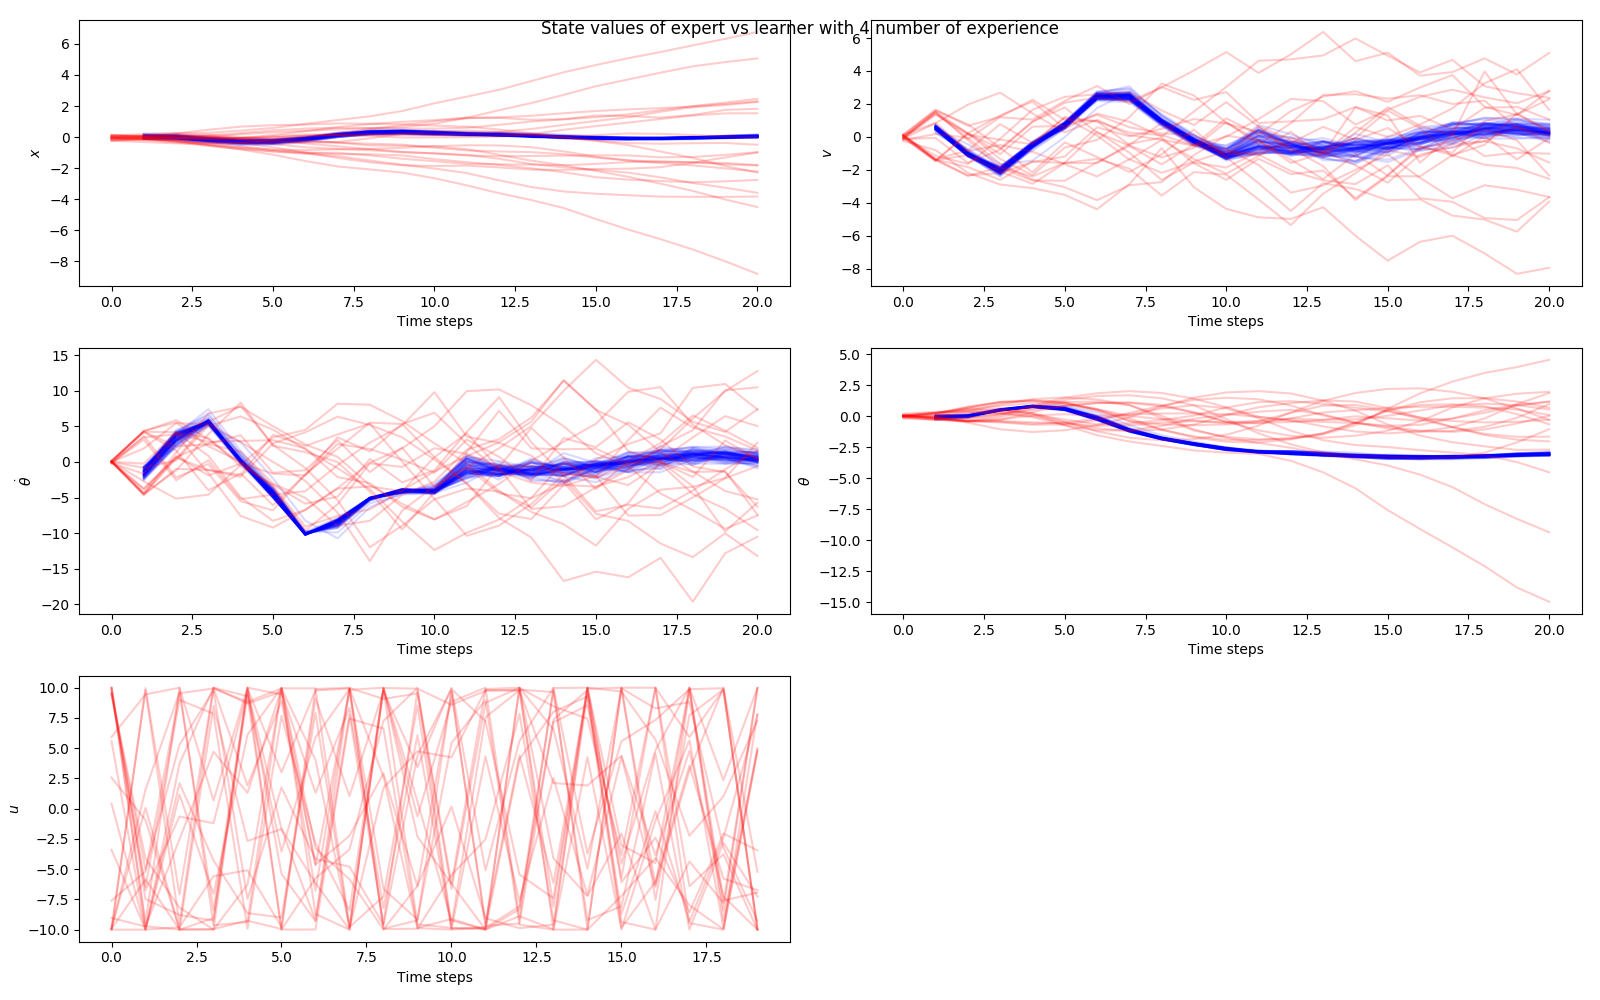 State values of expert vs learner with 4 number of experience
6
4
2
0
−2
−4
−6
−8
x
0.0 2.5 5.0 7.5 10.0 12.5 15.0 17.5 20.0
Time steps
6
4
2
0
−2
−4
−6
−8
v
0.0 2.5 5.0 7.5 10.0 12.5 15.0 17.5 20.0
Time steps
15
10
5
0
−5
−10
−15
−20
θ̇
0.0 2.5 5.0 7.5 10.0 12.5 15.0 17.5 20.0
Time steps
5.0
2.5
0.0
−2.5
−5.0
−7.5
−10.0
−12.5
−15.0
θ
0.0 2.5 5.0 7.5 10.0 12.5 15.0 17.5 20.0
Time steps
10.0
7.5
5.0
2.5
0.0
−2.5
−5.0
−7.5
−10.0
u
0.0 2.5 5.0 7.5 10.0 12.5 15.0 17.5
Time steps